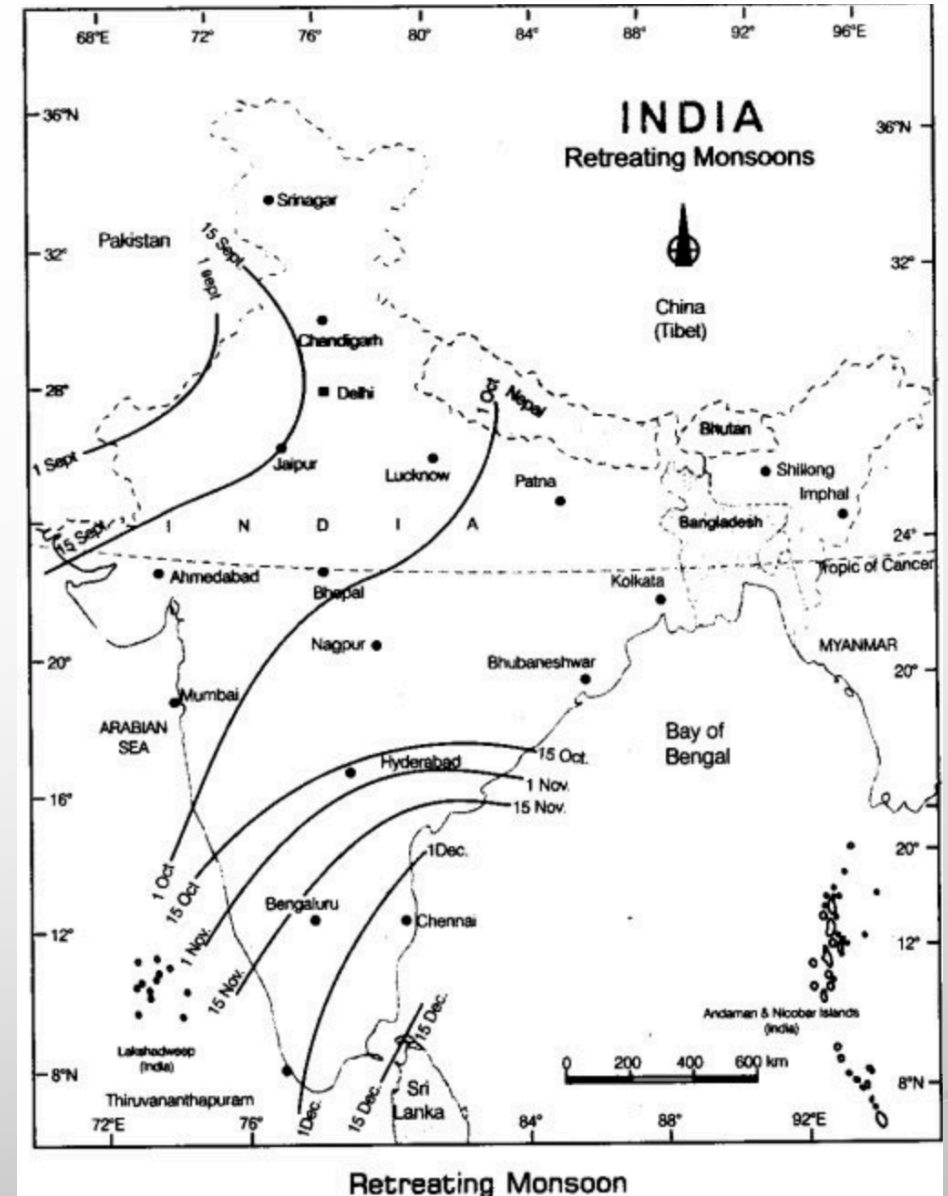 68°E 72° 76° 80° 84° 88° 92° 96°E
INDIA
Retreating Monsoons
36°N 36°N
Srinagar
15 Sept.
Pakistan
1 sept
32° 32°
China
(Tibet)
Chandigarh
28°
Delhi
1 Oct
Nepal
Bhutan
1 Sept
Jaipur
Lucknow
Patna
Shillong
Imphal
15 Sept.
I N D I A
Bangladesh
24°
Tropic of Cancer
Ahmedabad
Bhopal
Kolkata
Nagpur
MYANMAR
20° 20°
Bhubaneshwar
Mumbai
ARABIAN
SEA
Bay of
Bengal
Hyderabad
15 Oct.
1 Nov.
15 Nov.
16° 16°
1Dec.
20°
1 Oct
15 Oct
Bengaluru
Chennai
12° 12°
1 Nov.
15 Nov.
15 Dec.
Andaman & Nicobar Islands
(India)
Lakshadweep
(India)
0 200 400 600 km
8°N 8°N
Thiruvananthapuram
1Dec.
15 Dec.
Sri
Lanka
72°E 76° 84° 88° 92°E
Retreating Monsoon